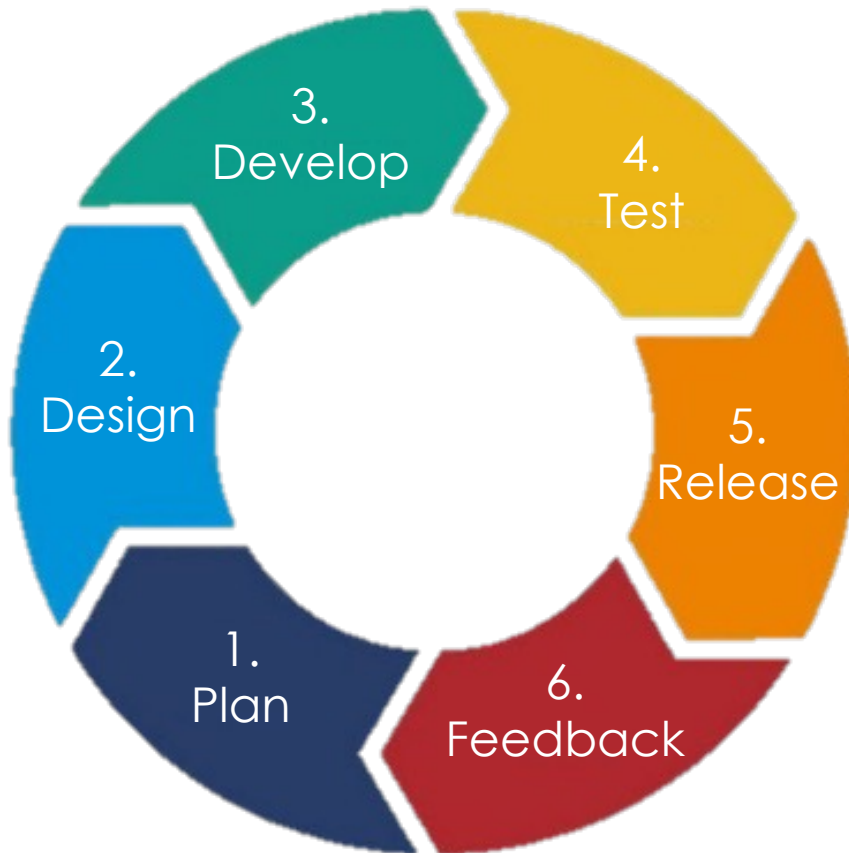 1.
Plan
2.
Design
3.
Develop
4.
Test
5.
Release
6.
Feedback